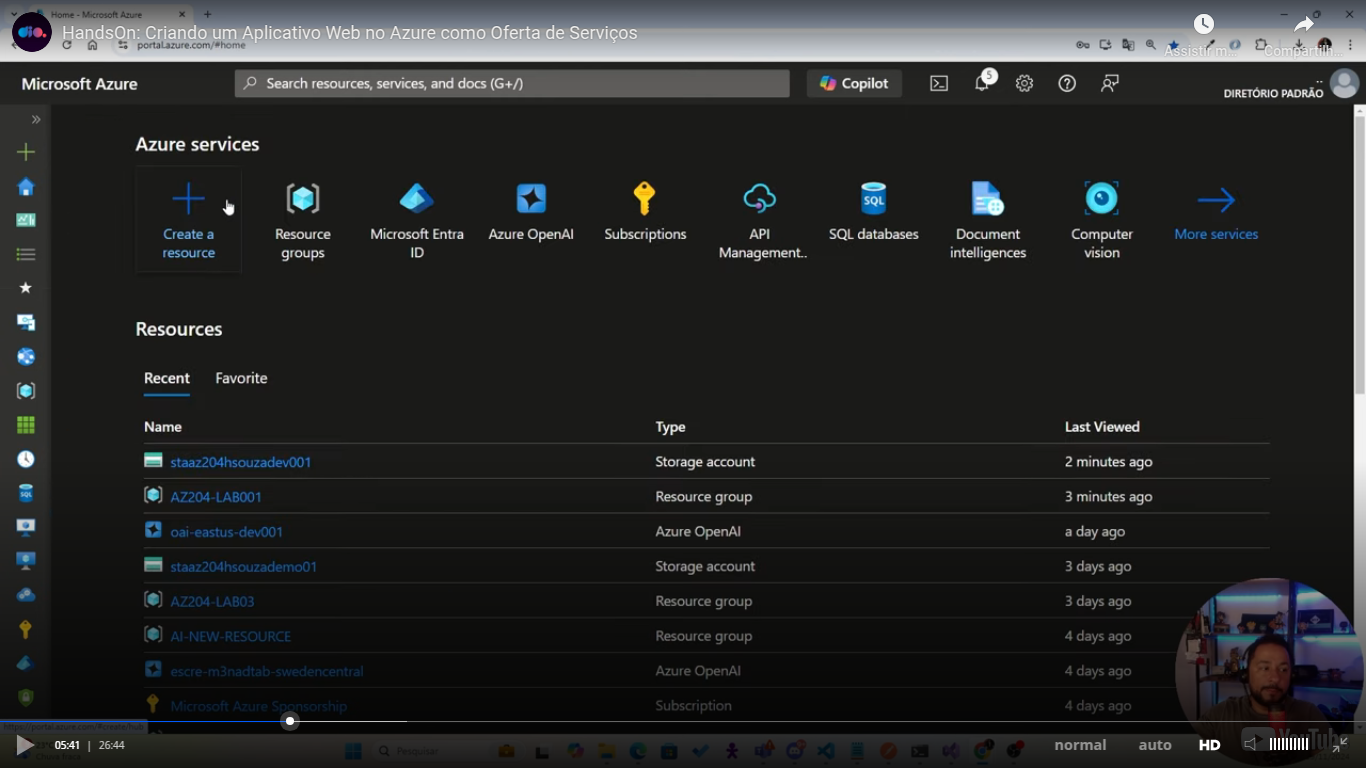 Home - Microsoft Azure
dio.
HandsOn: Criando um Aplicativo Web no Azure como Oferta de Serviços
portal.azure.com/#home
Assistir m...
Compartilh...
Microsoft Azure
Search resources, services, and docs (G+/)
Copilot
5
DIRETÓRIO PADRÃO
Azure services
Create a resource
Resource groups
Microsoft Entra ID
Azure OpenAI
Subscriptions
API Management..
SQL databases
Document intelligences
Computer vision
More services
Resources
Recent Favorite
Name Type Last Viewed
staaz204hsouzadev001 Storage account 2 minutes ago
AZ204-LAB001 Resource group 3 minutes ago
oai-eastus-dev001 Azure OpenAI a day ago
staaz204hsouzademo01 Storage account 3 days ago
AZ204-LAB03 Resource group 3 days ago
AI-NEW-RESOURCE Resource group 4 days ago
escre-m3nadtab-swedencentral Azure OpenAI 4 days ago
Microsoft Azure Sponsorship Subscription 4 days ago
https://portal.azure.com/#create/hub
05:41 | 26:44
Pesquisar
normal auto HD
YouTube